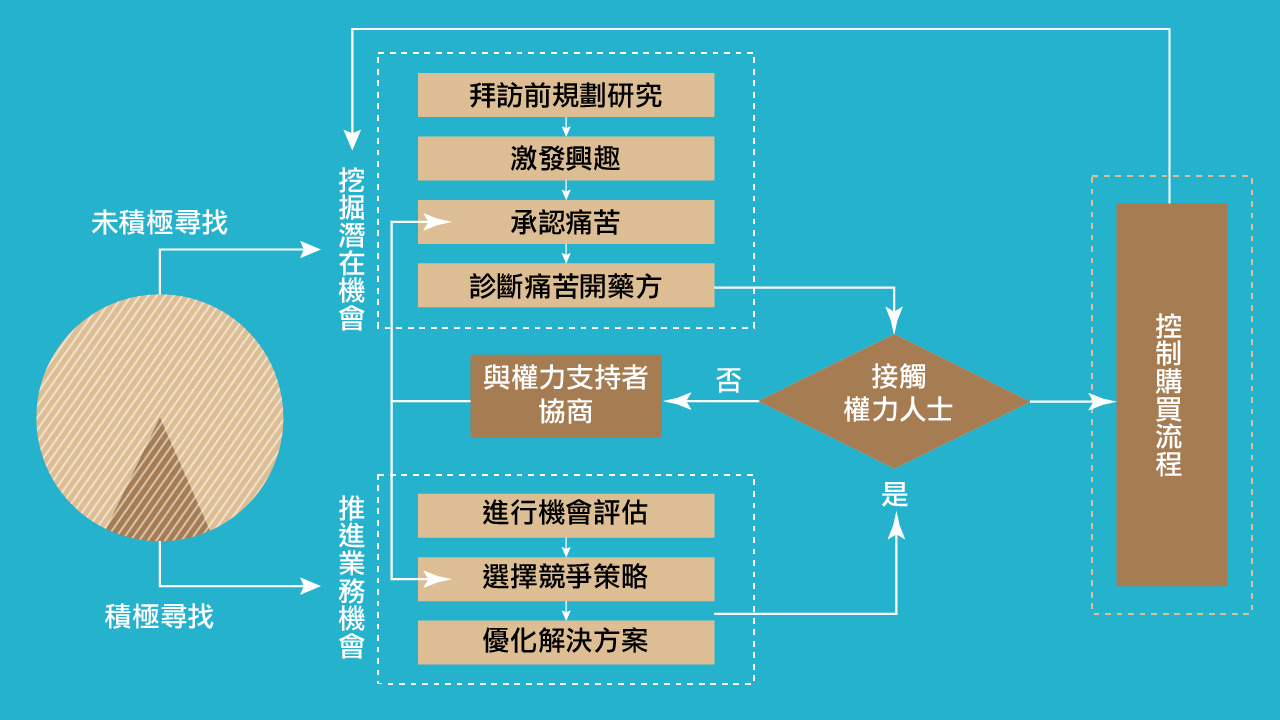 未積極尋找
積極尋找
挖掘潛在機會
拜訪前規劃研究
激發興趣
承認痛苦
診斷痛苦開藥方
與權力支持者
協商
否
接觸
權力人士
是
推進業務機會
進行機會評估
選擇競爭策略
優化解決方案
控制購買流程